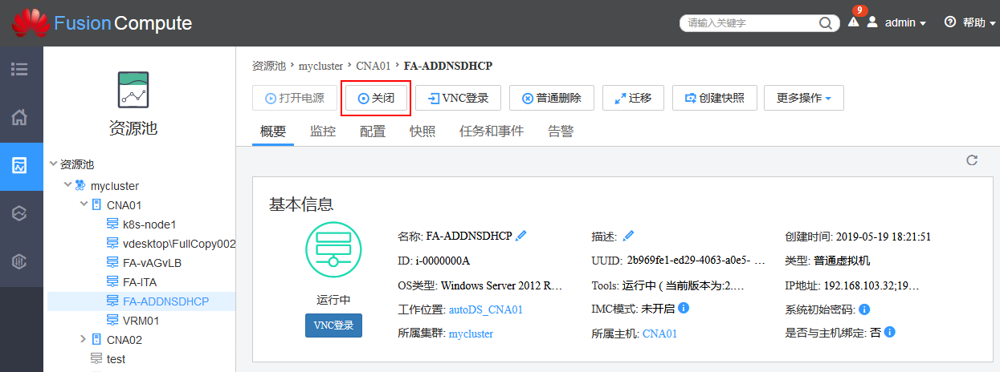 FusionCompute
请输入关键字
9
admin
帮助
资源池
资源池
mycluster
CNA01
k8s-node1
vdesktop\FullCopy002
FA-vAGvLB
FA-ITA
FA-ADDNSDHCP
VRM01
CNA02
test
资源池 > mycluster > CNA01 > FA-ADDNSDHCP
打开电源 关闭 VNC登录 普通删除 迁移 创建快照 更多操作
概要 监控 配置 快照 任务和事件 告警
基本信息
运行中
VNC登录
名称: FA-ADDNSDHCP 描述: 创建时间: 2019-05-19 18:21:51
ID: i-0000000A UUID: 2b969fe1-ed29-4063-a0e5- … 类型: 普通虚拟机
OS类型: Windows Server 2012 R… Tools: 运行中 ( 当前版本为:2.… IP地址: 192.168.103.32;19…
工作位置: autoDS_CNA01 IMC模式: 未开启 系统初始密码:
所属集群: mycluster 所属主机: CNA01 是否与主机绑定: 否